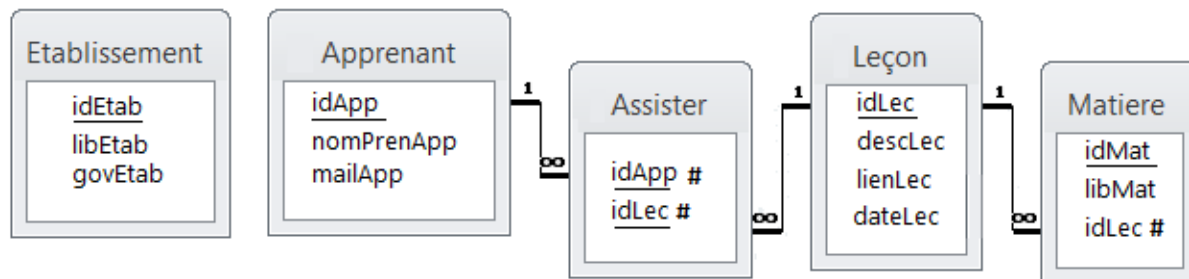 Etablissement
idEtab
libEtab
govEtab
Apprenant
idApp
nomPrenApp
mailApp
1
∞
Assister
idApp #
idLec #
1
∞
Leçon
idLec
descLec
lienLec
dateLec
1
∞
Matiere
idMat
libMat
idLec #